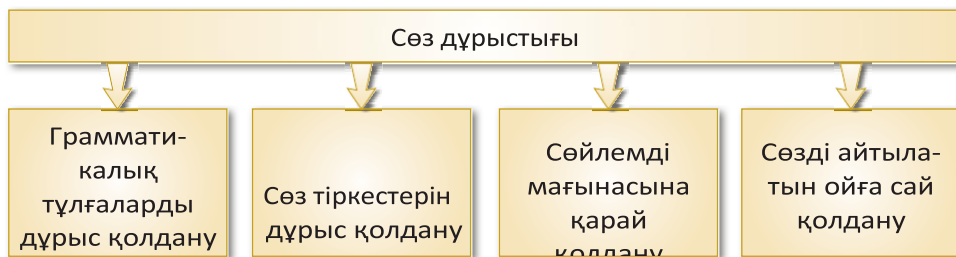 Сөз дұрыстығы
Граммати-
калық
тұлғаларды
дұрыс қолдану
Сөз тіркестерін
дұрыс қолдану
Сөйлемді
мағынасына
қарай
қолдану
Сөзді айтыла-
тын ойға сай
қолдану